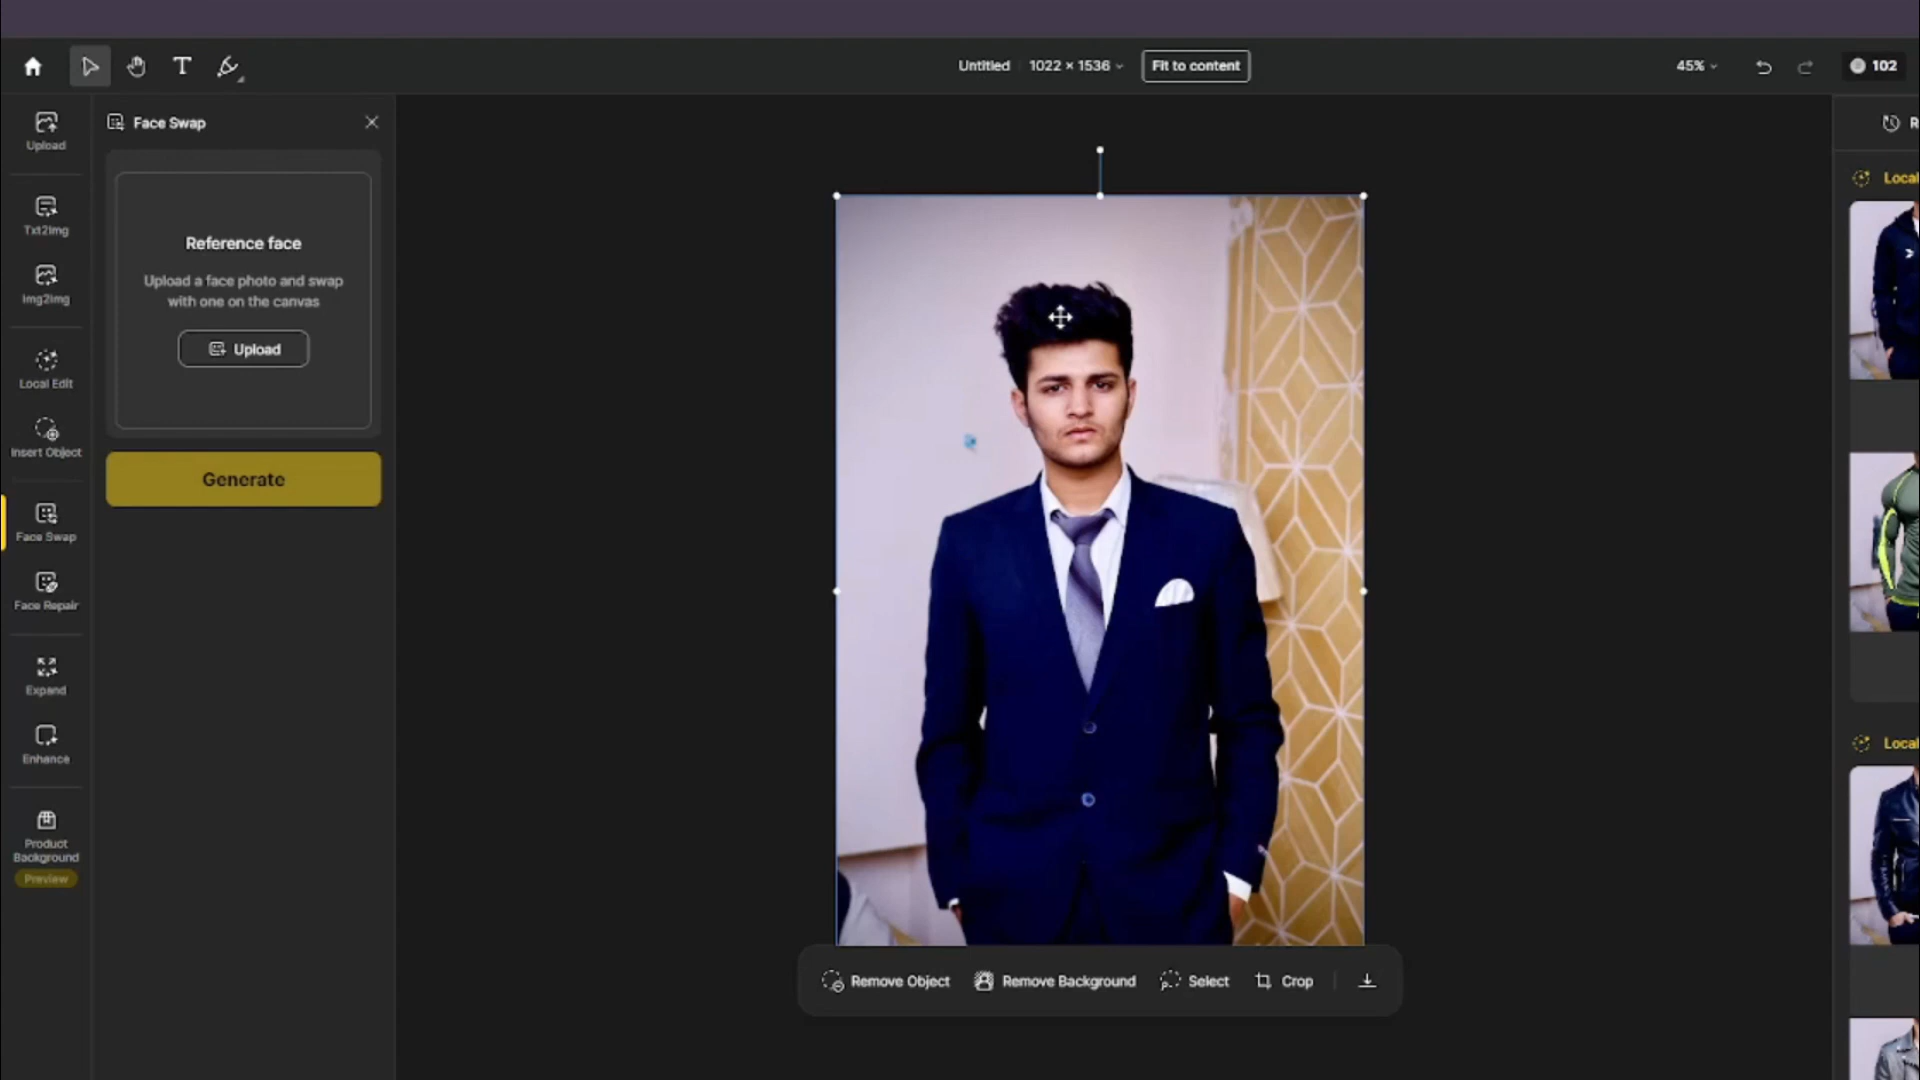 Untitled 1022 × 1536 Fit to content 45% 102
Upload
Txt2Img
Img2Img
Local Edit
Insert Object
Face Swap
Face Repair
Expand
Enhance
Product
Background
Preview
Face Swap
Reference face
Upload a face photo and swap
with one on the canvas
Upload
Generate
Remove Object Remove Background Select Crop
R
Local
Local